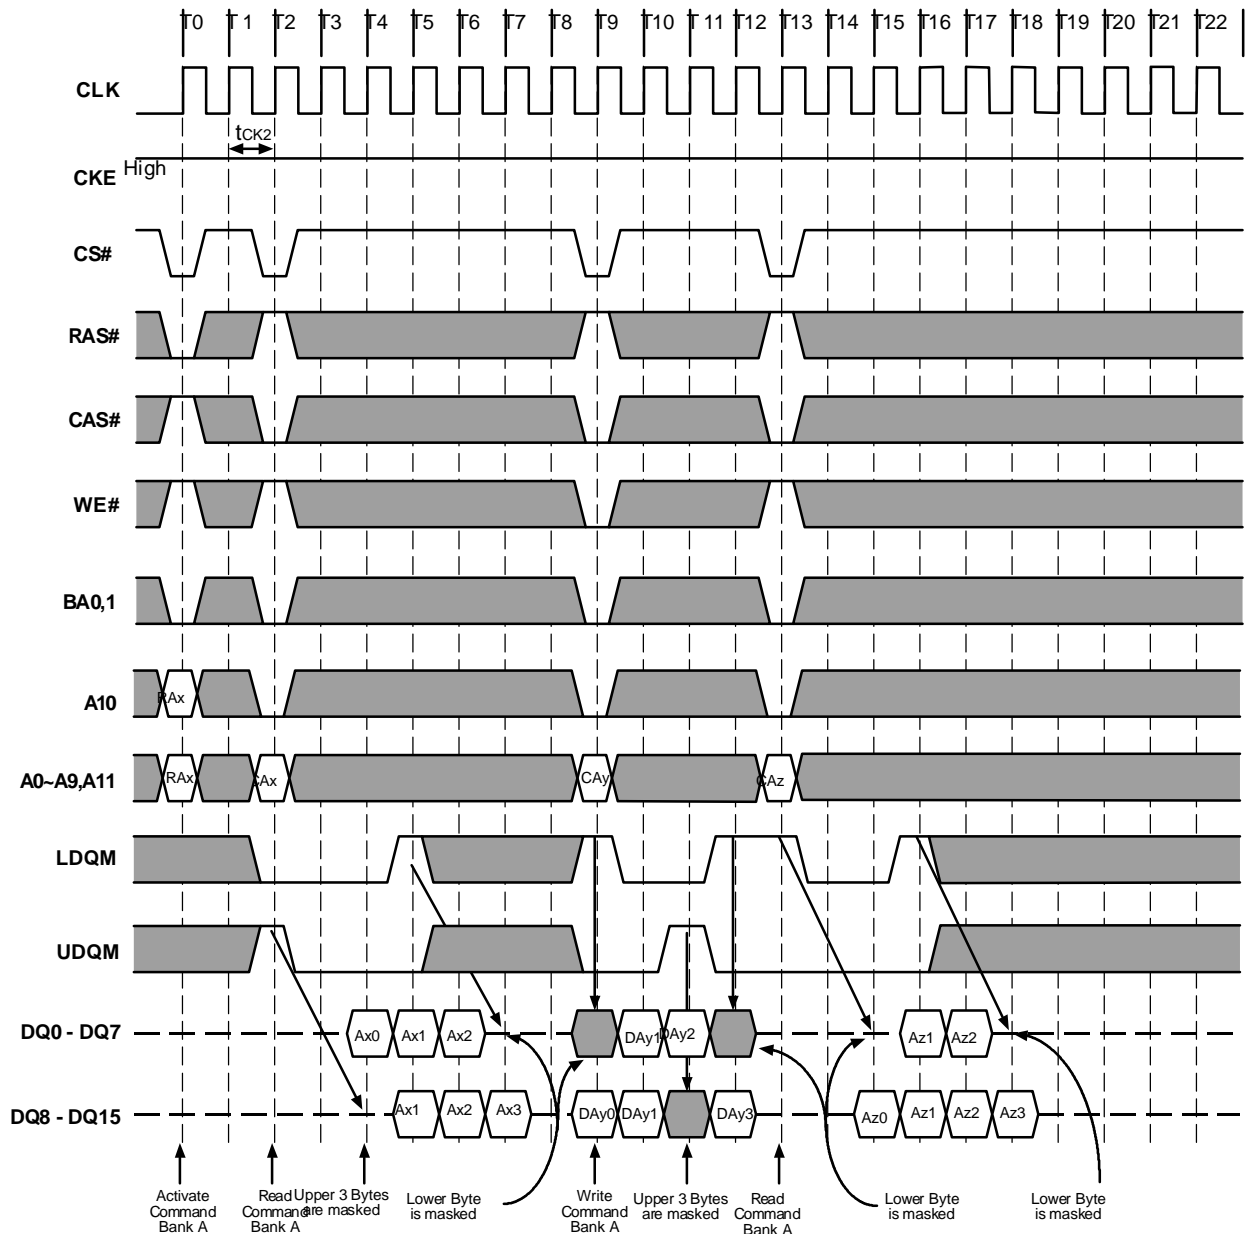 T0 T1 T2 T3 T4 T5 T6 T7 T8 T9 T10 T11 T12 T13 T14 T15 T16 T17 T18 T19 T20 T21 T22
CLK
tCK2
High
CKE
CS#
RAS#
CAS#
WE#
BA0,1
A10
RAx
A0~A9,A11
RAx CAx CAy CAz
LDQM
UDQM
DQ0 - DQ7
Ax0 Ax1 Ax2 DAy1 DAy2 Az1 Az2
DQ8 - DQ15
Ax1 Ax2 Ax3 DAy0 DAy1 DAy3 Az0 Az1 Az2 Az3
Activate
Command
Bank A
Read
Command
Bank A
Upper 3 Bytes
are masked
Lower Byte
is masked
Write
Command
Bank A
Upper 3 Bytes
are masked
Read
Command
Bank A
Lower Byte
is masked
Lower Byte
is masked